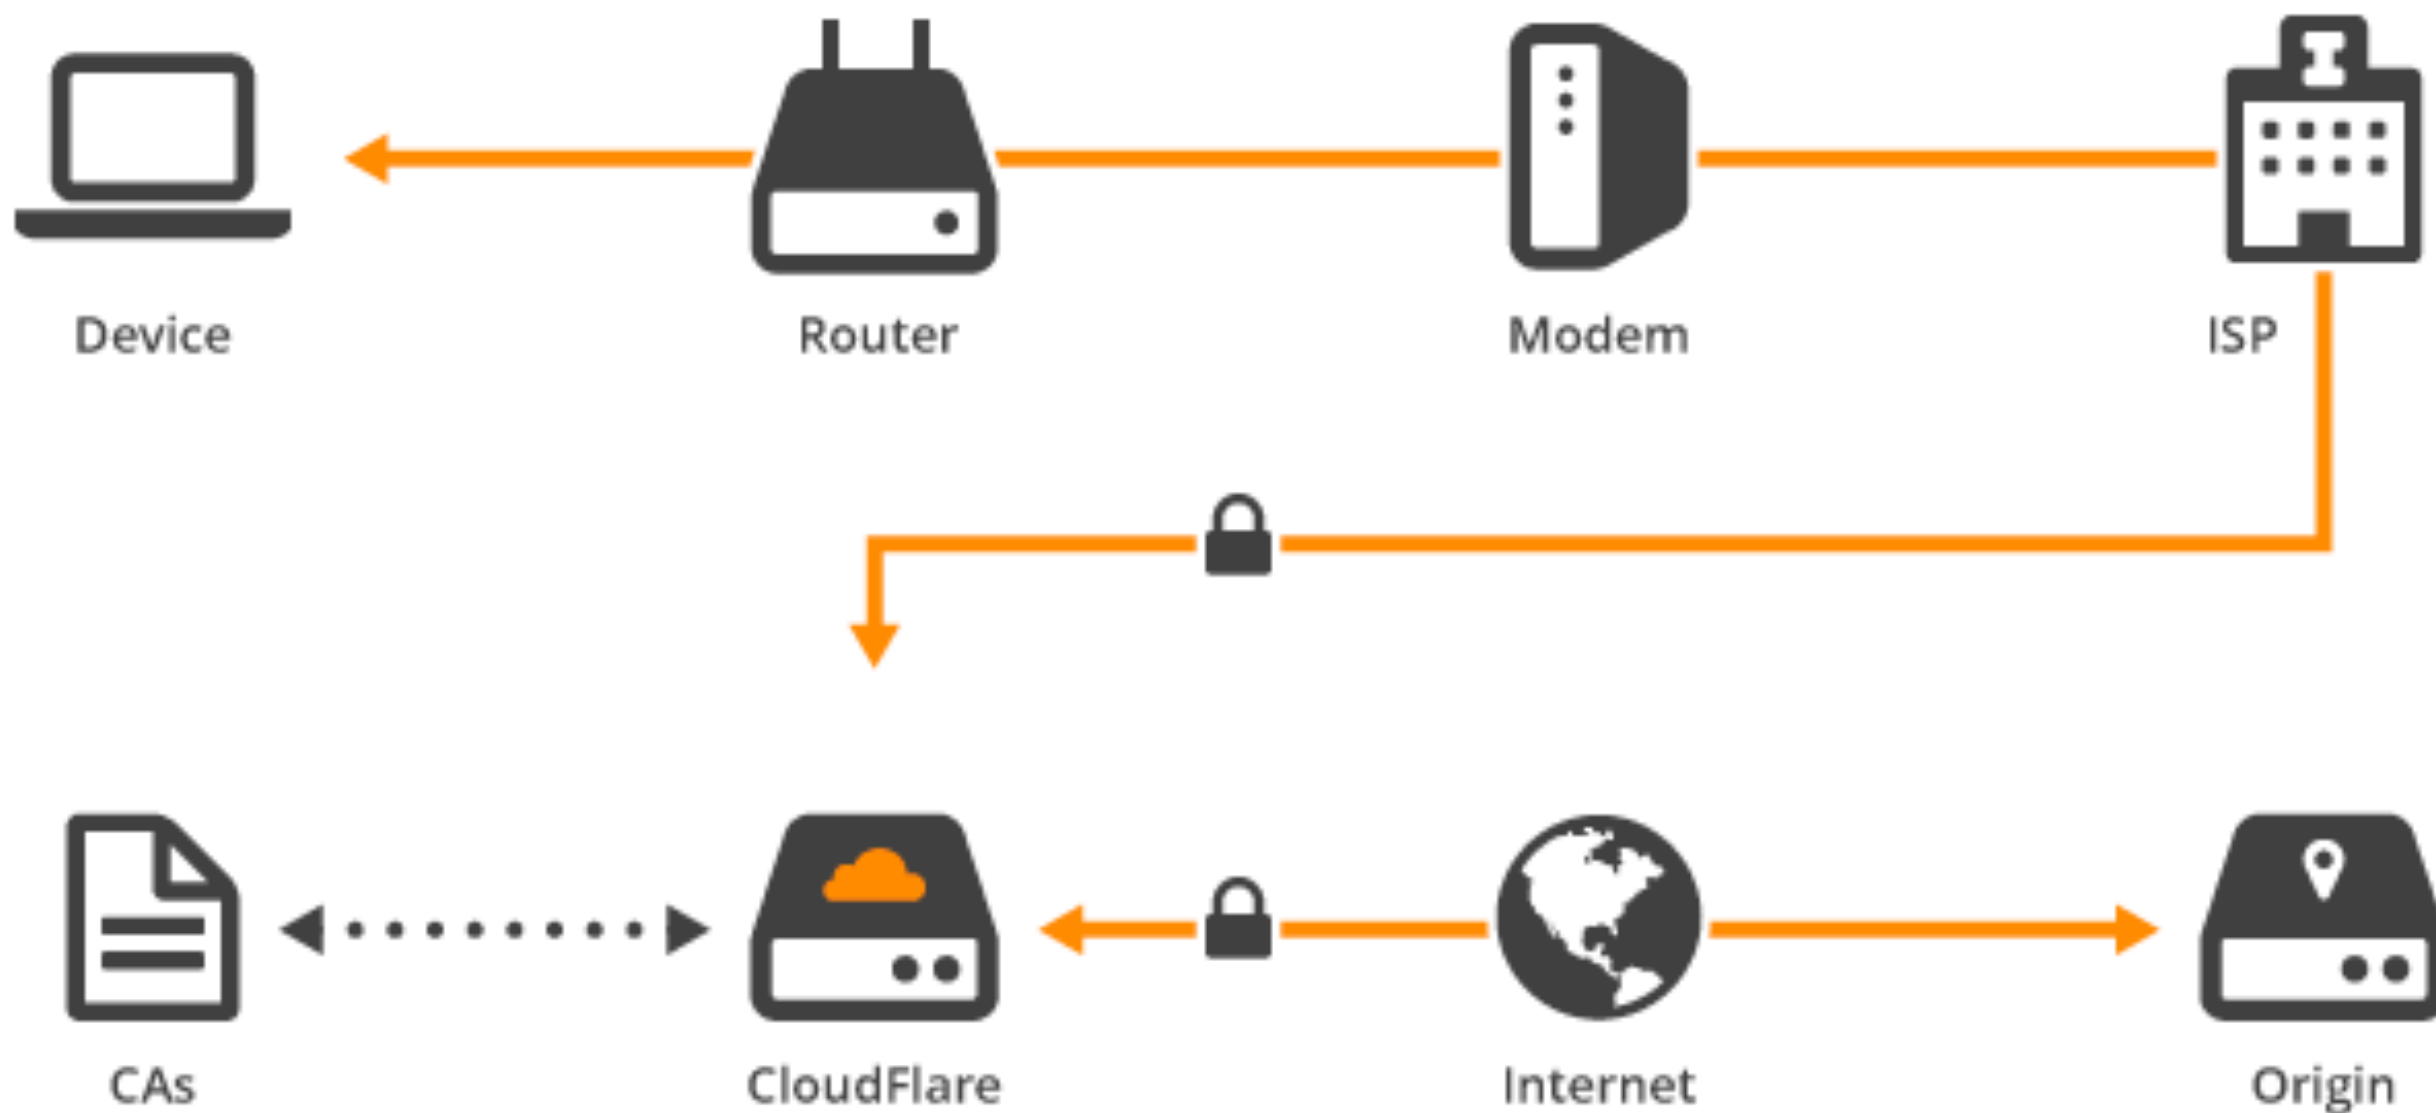 Device
Router
Modem
ISP
CAs
CloudFlare
Internet
Origin